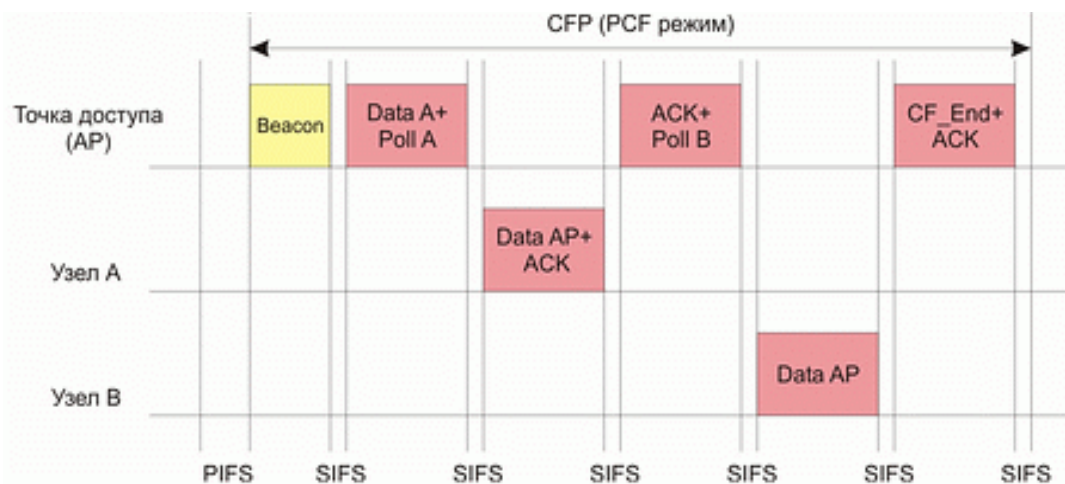 CFP (PCF режим)
Точка доступа
(AP)
Beacon
Data A+
Poll A
ACK+
Poll B
CF_End+
ACK
Узел A
Data AP+
ACK
Узел B
Data AP
PIFS SIFS SIFS SIFS SIFS SIFS SIFS